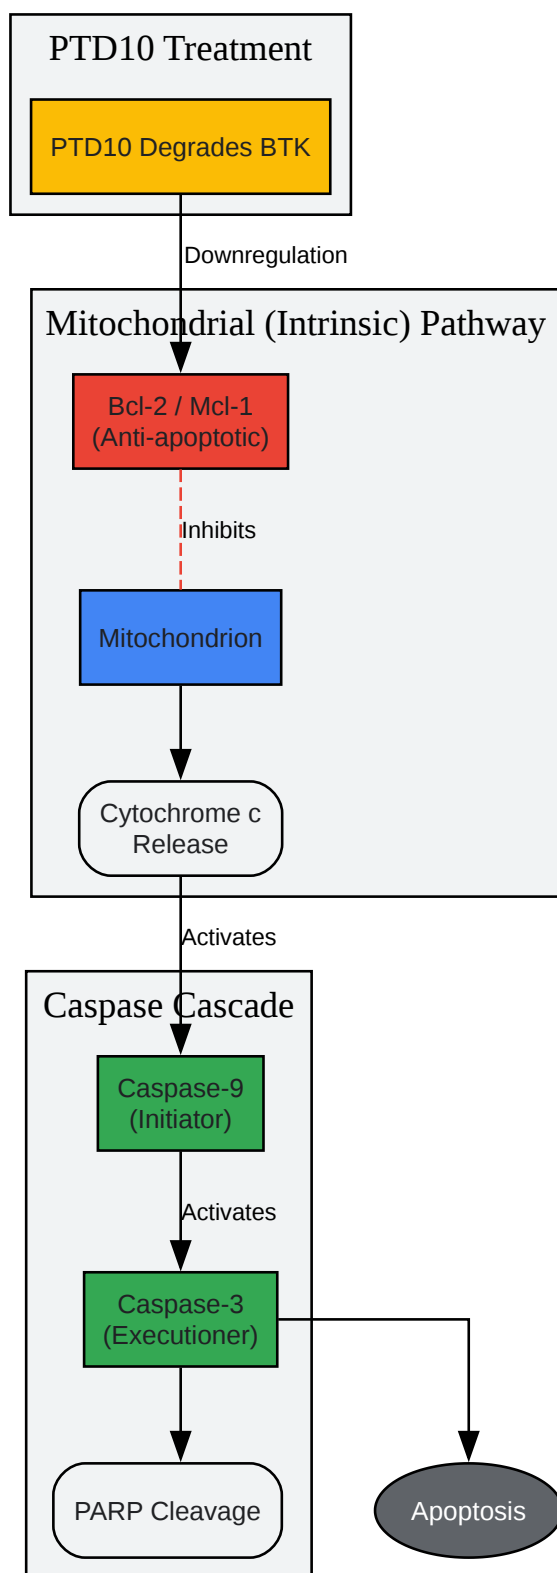 PTD10 Treatment
PTD10 Degrades BTK
Downregulation
Mitochondrial (Intrinsic) Pathway
Bcl-2 / Mcl-1
(Anti-apoptotic)
Inhibits
Mitochondrion
Cytochrome c
Release
Activates
Caspase Cascade
Caspase-9
(Initiator)
Activates
Caspase-3
(Executioner)
PARP Cleavage
Apoptosis